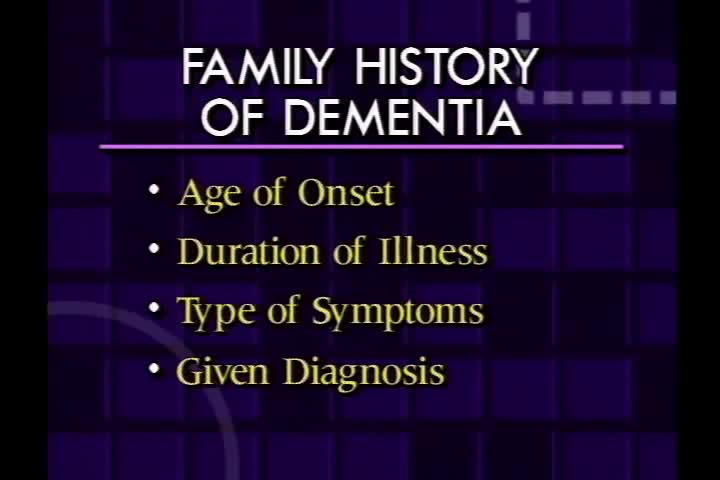 FAMILY HISTORY
OF DEMENTIA
• Age of Onset
• Duration of Illness
• Type of Symptoms
• Given Diagnosis